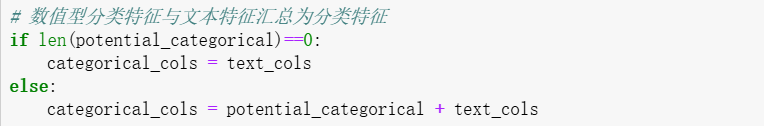 # 数值型分类特征与文本特征汇总为分类特征
if len(potential_categorical)==0:
    categorical_cols = text_cols
else:
    categorical_cols = potential_categorical + text_cols